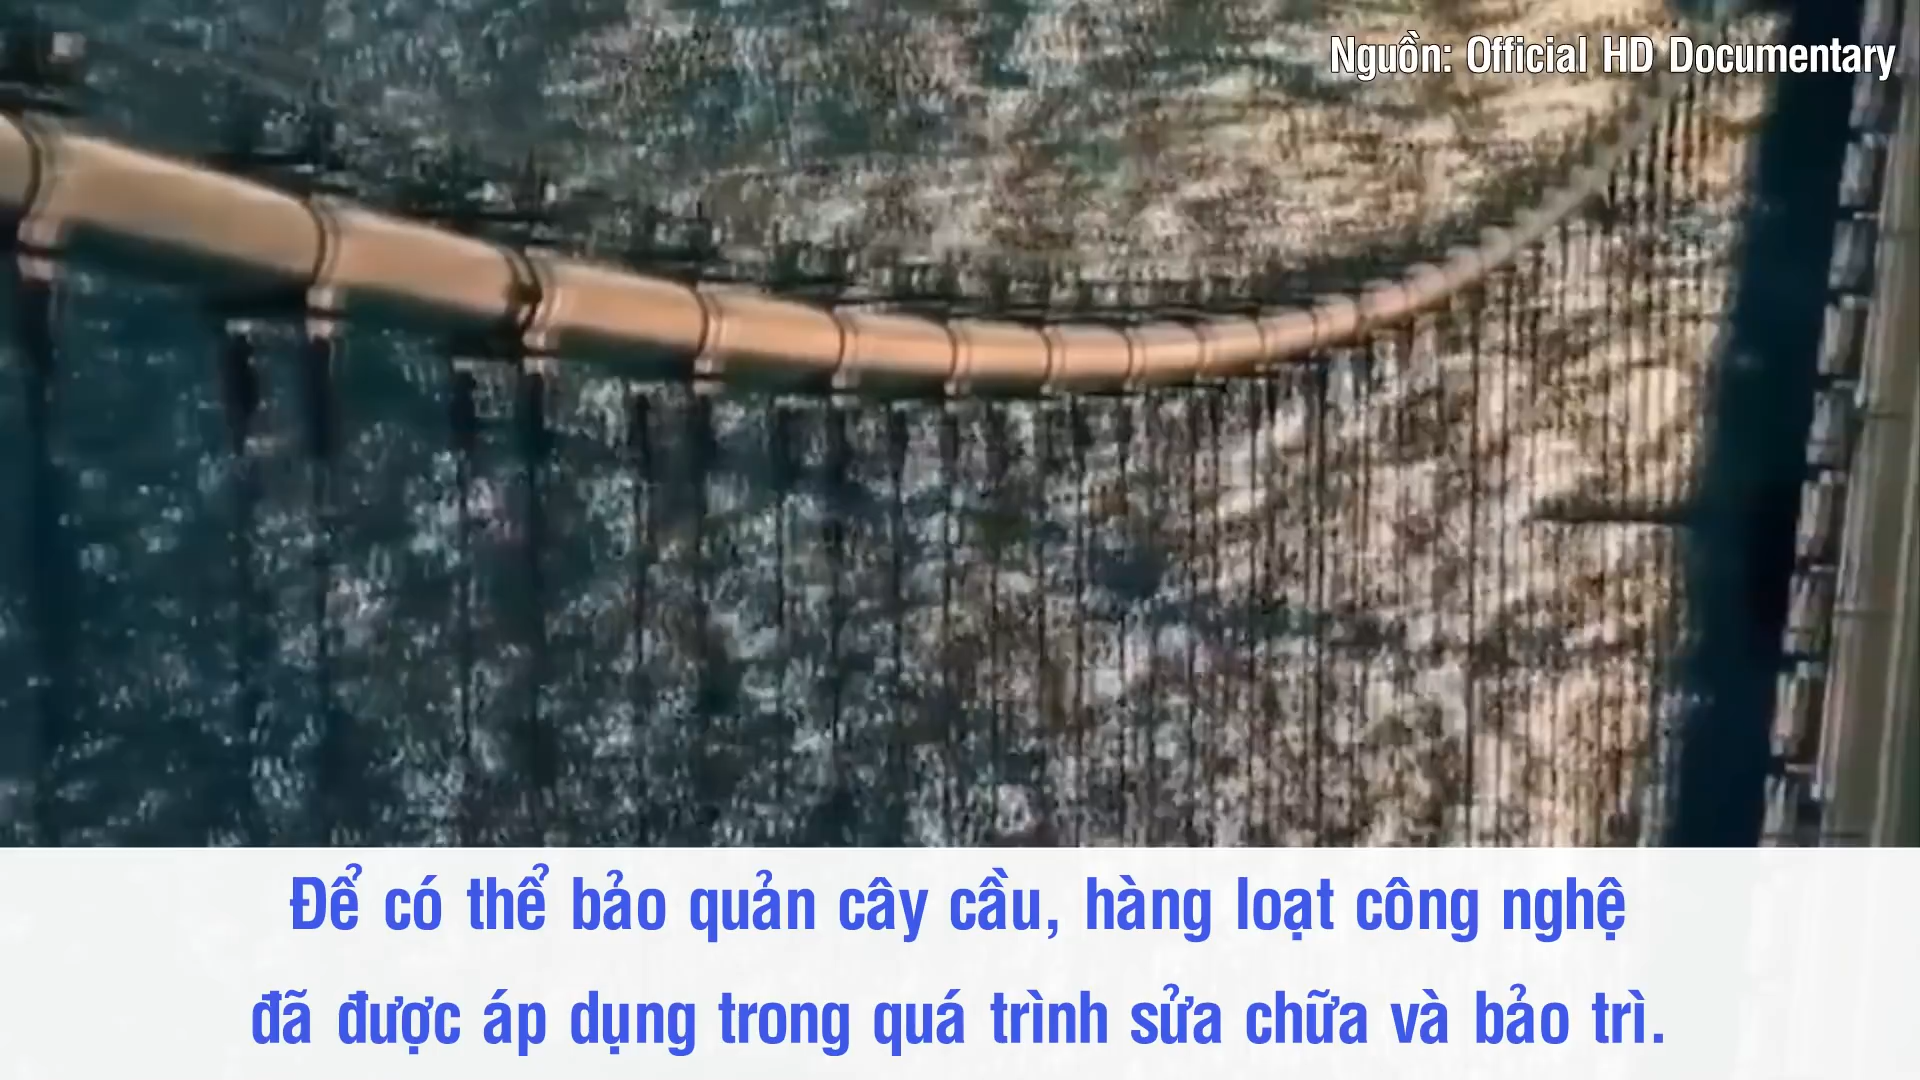 Nguồn: Official HD Documentary
Để có thể bảo quản cây cầu, hàng loạt công nghệ
đã được áp dụng trong quá trình sửa chữa và bảo trì.